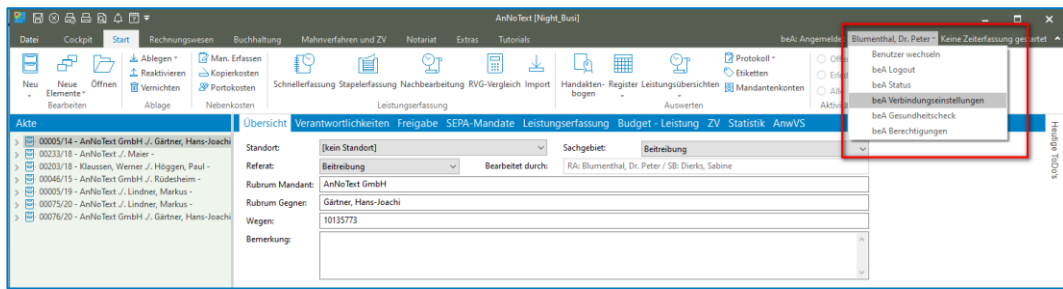 AnNoText [Night_Busi]
Datei Cockpit Start Rechnungswesen Buchhaltung Mahnverfahren und ZV Notariat Extras Tutorials beA: Angemeldet Blumenthal, Dr. Peter Keine Zeiterfassung gestartet
Neu
Neue Elemente
Öffnen
Bearbeiten
Ablegen
Reaktivieren
Vernichten
Ablage
Man. Erfassen
Kopierkosten
Portokosten
Nebenkosten
Schnellerfassung Stapelerfassung Nachbearbeitung RVG-Vergleich Import
Leistungserfassung
Handakten-
bogen
Register Leistungsübersichten
Protokoll
Etiketten
Mandantenkonten
Auswerten
Benutzer wechseln
beA Logout
beA Status
beA Verbindungseinstellungen
beA Gesundheitscheck
beA Berechtigungen
Akte
00005/14 - AnNoText GmbH ./. Gärtner, Hans-Joachi
00233/18 - AnNoText ./. Maier -
00203/18 - Klaussen, Werner ./. Höggen, Paul -
00046/15 - AnNoText GmbH ./. Rüdesheim -
00005/19 - AnNoText ./. Lindner, Markus -
00075/20 - AnNoText ./. Lindner, Markus -
00076/20 - AnNoText GmbH ./. Gärtner, Hans-Joachi
Übersicht Verantwortlichkeiten Freigabe SEPA-Mandate Leistungserfassung Budget - Leistung ZV Statistik AnwVS
Standort: [kein Standort] Sachgebiet: Beitreibung
Referat: Beitreibung Bearbeitet durch: RA: Blumenthal, Dr. Peter / SB: Dierks, Sabine
Rubrum Mandant: AnNoText GmbH
Rubrum Gegner: Gärtner, Hans-Joachi
Wegen: 10135773
Bemerkung:
Heutige ToDo's